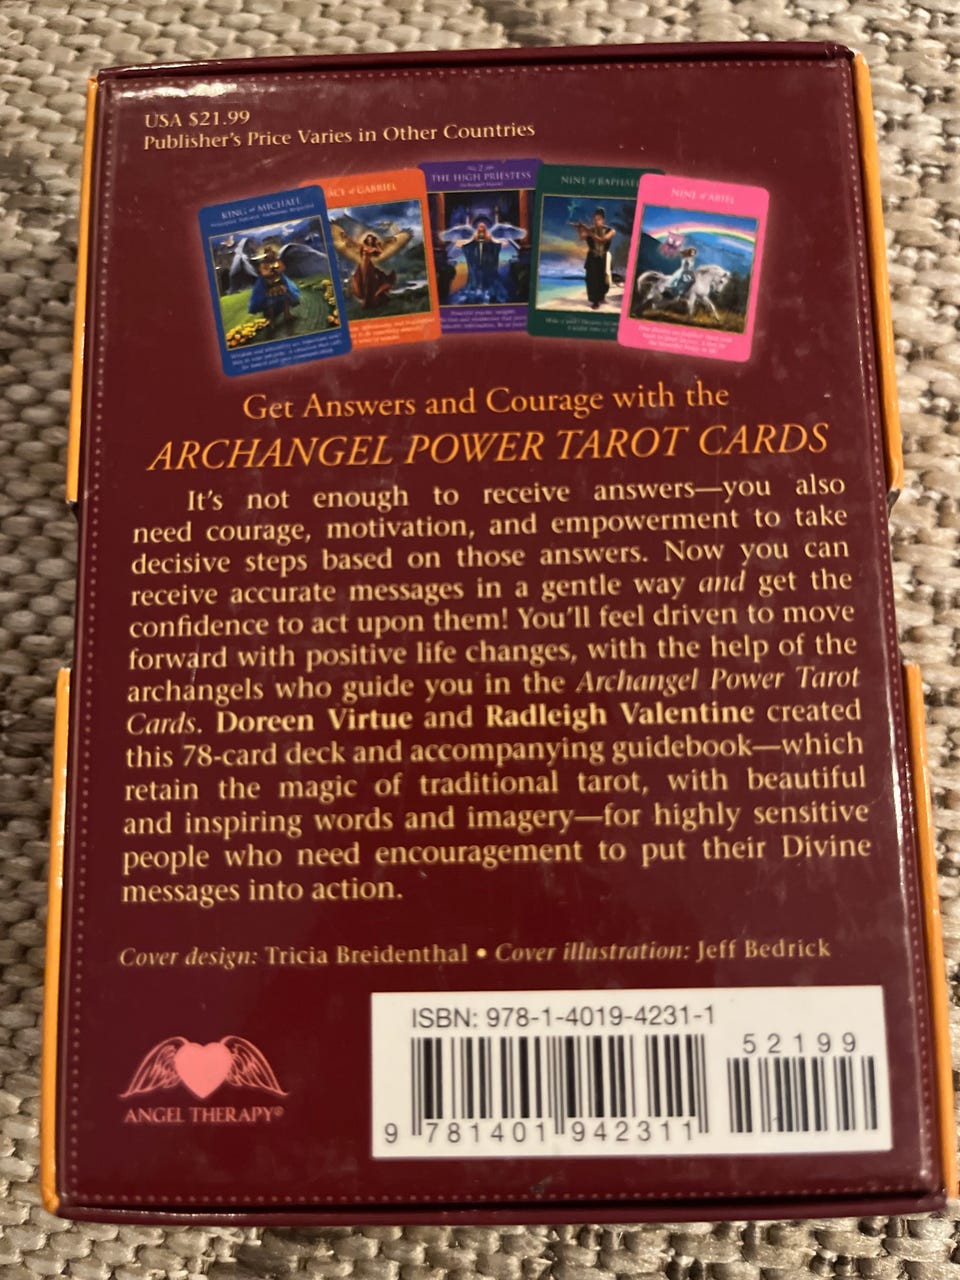 USA $21.99
Publisher's Price Varies in Other Countries
KING of MICHAEL
ACE of GABRIEL
2
THE HIGH PRIESTESS
NINE of RAPHAEL
NINE of ARIEL
Get Answers and Courage with the
ARCHANGEL POWER TAROT CARDS
It's not enough to receive answers—you also
need courage, motivation, and empowerment to take
decisive steps based on those answers. Now you can
receive accurate messages in a gentle way and get the
confidence to act upon them! You'll feel driven to move
forward with positive life changes, with the help of the
archangels who guide you in the Archangel Power Tarot
Cards. Doreen Virtue and Radleigh Valentine created
this 78-card deck and accompanying guidebook—which
retain the magic of traditional tarot, with beautiful
and inspiring words and imagery—for highly sensitive
people who need encouragement to put their Divine
messages into action.
Cover design: Tricia Breidenthal • Cover illustration: Jeff Bedrick
ISBN: 978-1-4019-4231-1
52199
9 781401 942311
ANGEL THERAPY®